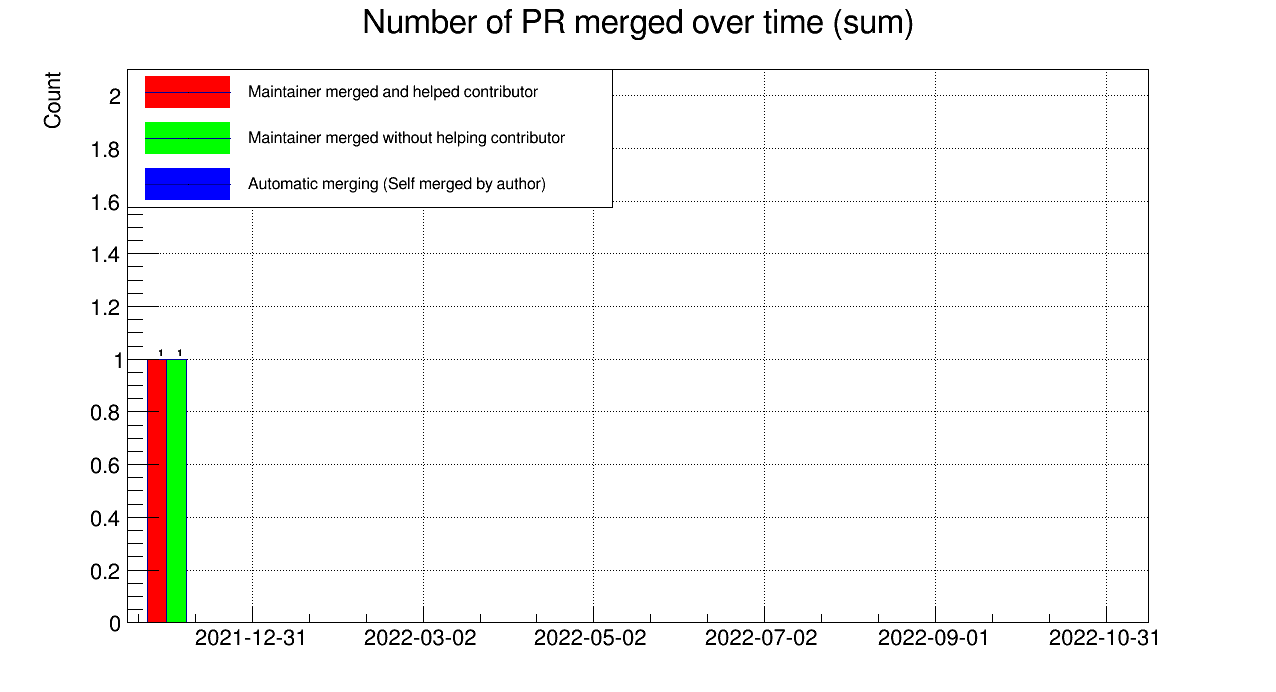 Number of PR merged over time (sum)
Count
Maintainer merged and helped contributor
Maintainer merged without helping contributor
Automatic merging (Self merged by author)
2
1.8
1.6
1.4
1.2
1
0.8
0.6
0.4
0.2
0
1 1
2021-12-31 2022-03-02 2022-05-02 2022-07-02 2022-09-01 2022-10-31